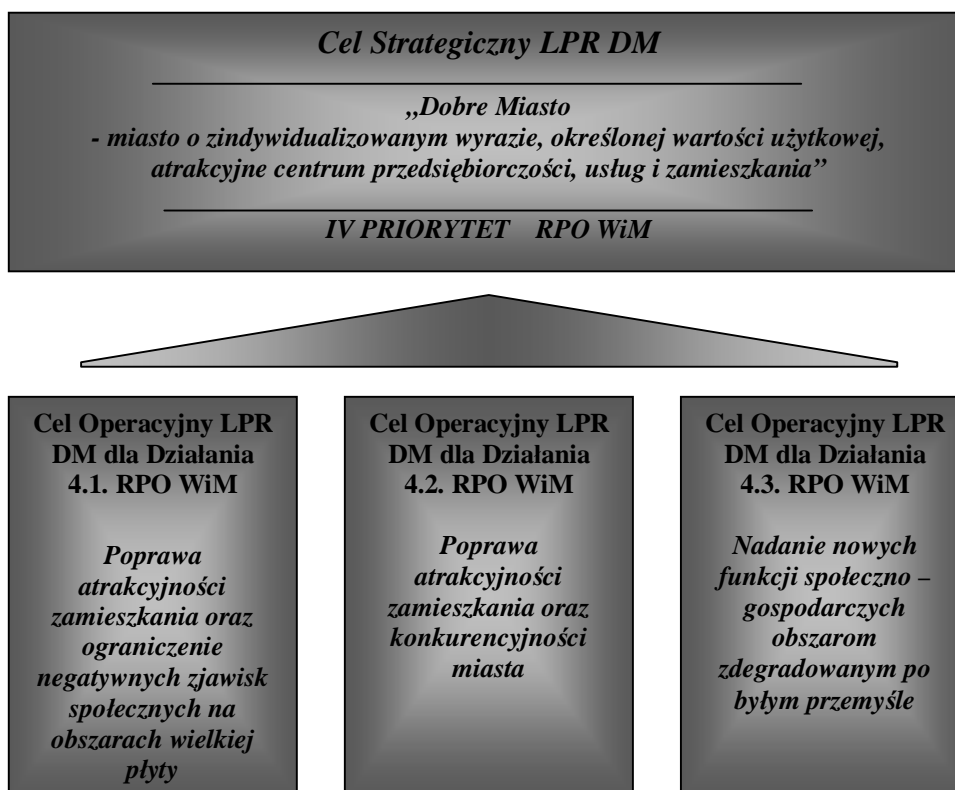 Cel Strategiczny LPR DM
„Dobre Miasto
- miasto o zindywidualizowanym wyrazie, określonej wartości użytkowej,
atrakcyjne centrum przedsiębiorczości, usług i zamieszkania”
IV PRIORYTET RPO WiM
Cel Operacyjny LPR
DM dla Działania
4.1. RPO WiM
Poprawa
atrakcyjności
zamieszkania oraz
ograniczenie
negatywnych zjawisk
społecznych na
obszarach wielkiej
płyty
Cel Operacyjny LPR
DM dla Działania
4.2. RPO WiM
Poprawa
atrakcyjności
zamieszkania oraz
konkurencyjności
miasta
Cel Operacyjny LPR
DM dla Działania
4.3. RPO WiM
Nadanie nowych
funkcji społeczno –
gospodarczych
obszarom
zdegradowanym po
byłym przemyśle